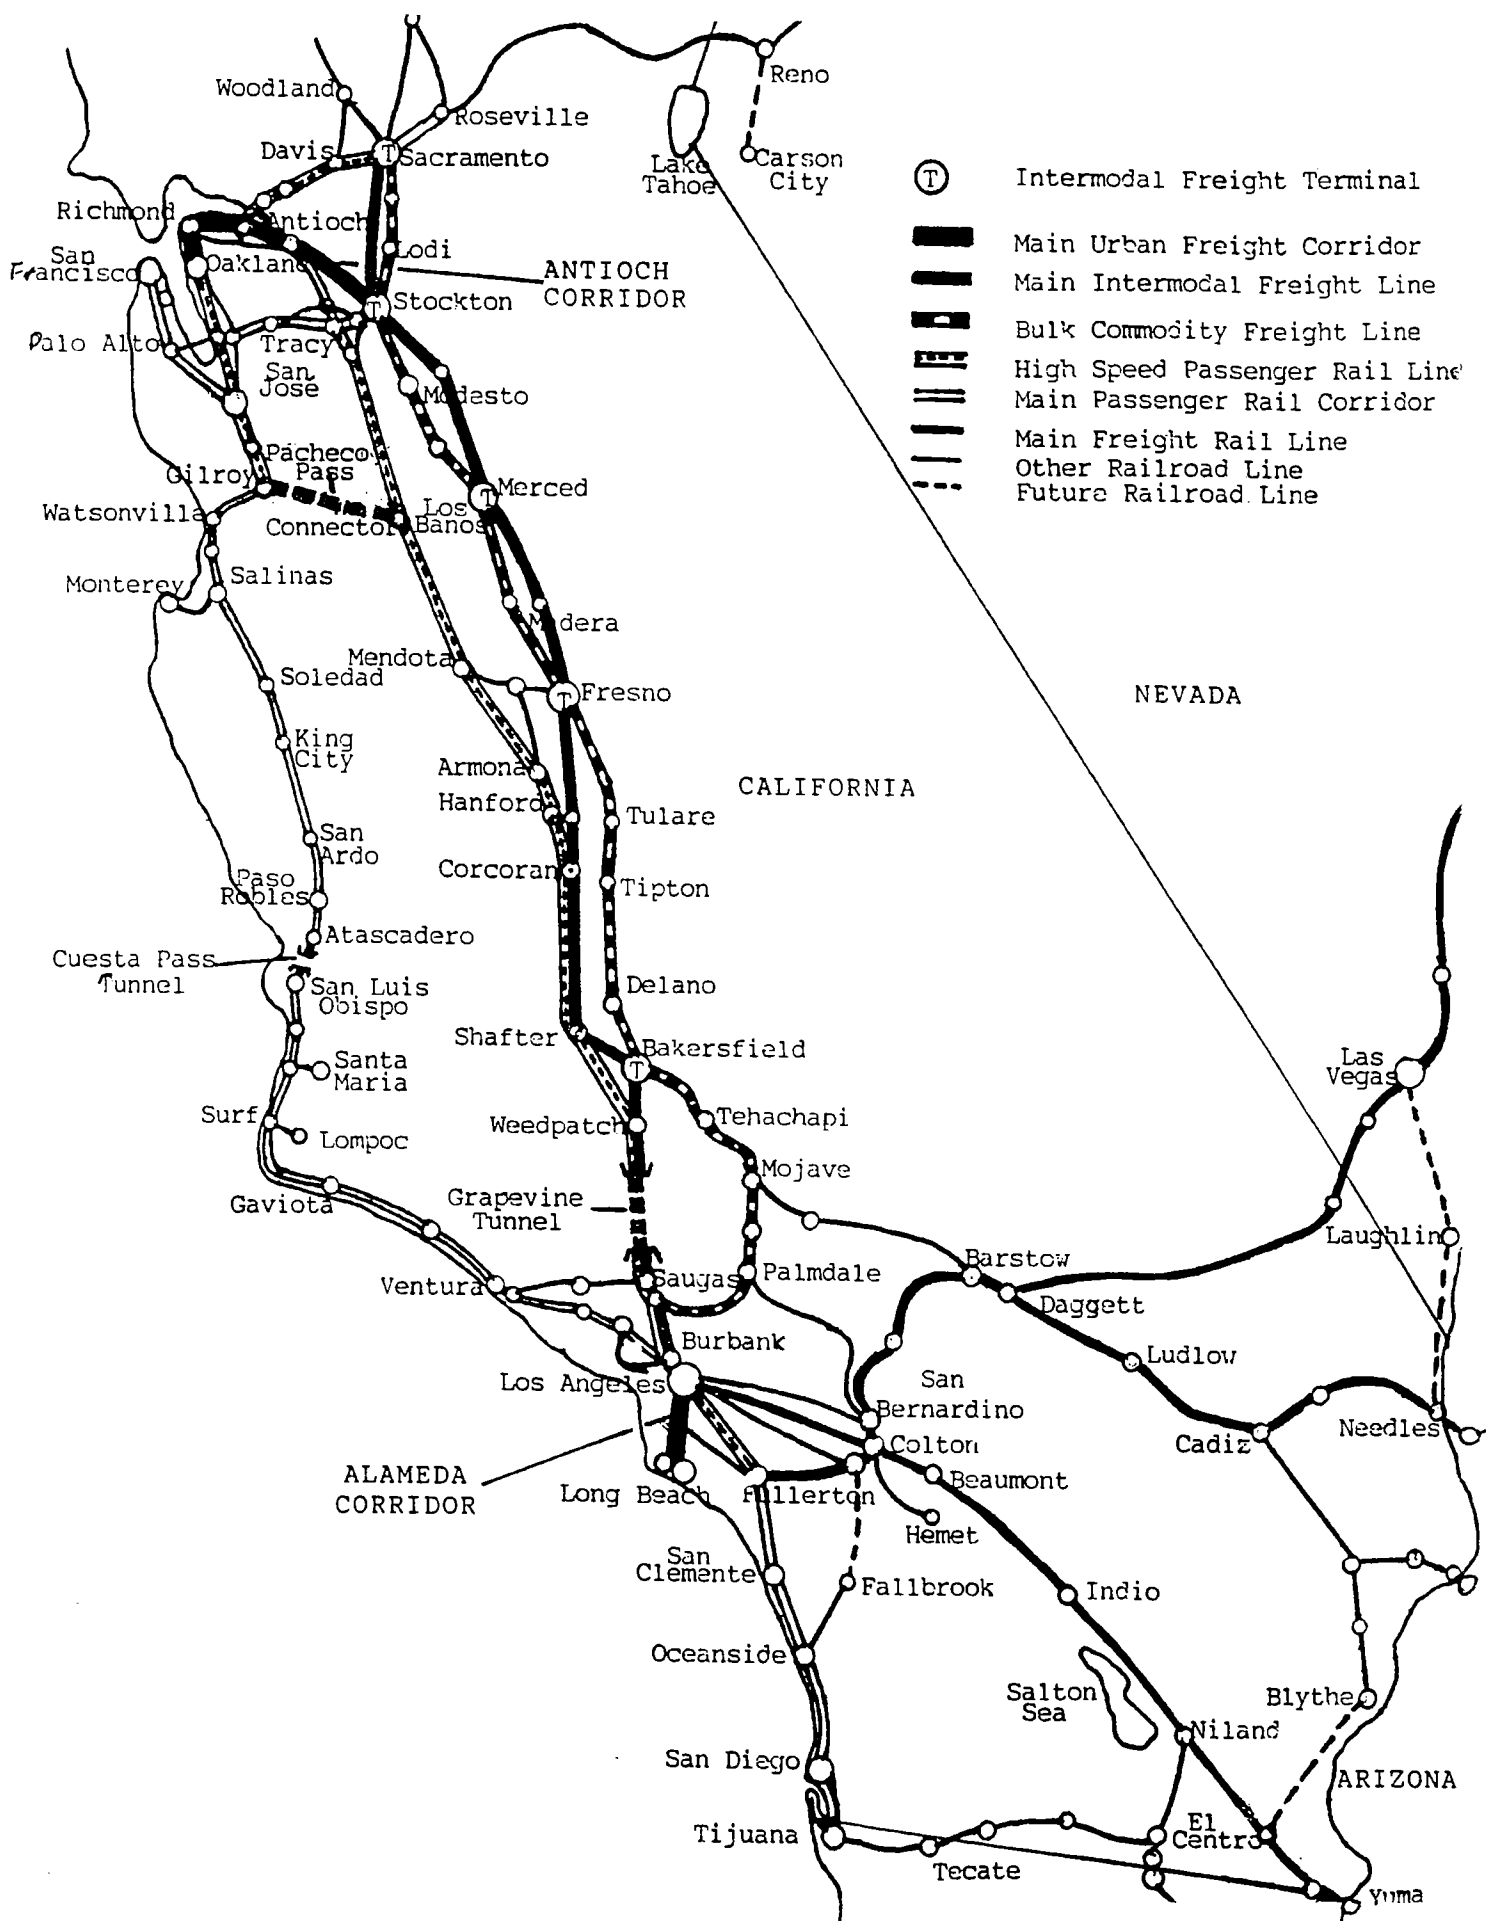 Woodland
Roseville
Reno
Davis
Sacramento
Lake
Tahoe
Carson
City
Richmond
Antioch
San
Francisco
Oakland
Lodi
ANTIOCH
CORRIDOR
Stockton
Palo Alto
Tracy
San
Jose
Modesto
Pacheco
Pass
Gilroy
Merced
Watsonville
Connector
Los
Banos
Monterey
Salinas
Madera
Mendota
Soledad
Fresno
King
City
Armona
Hanford
San
Ardo
Tulare
Corcoran
Paso
Robles
Tipton
Atascadero
Cuesta Pass
Tunnel
San Luis
Obispo
Delano
Shafter
Bakersfield
Santa
Maria
Surf
Lompoc
Weedpatch
Tehachapi
Mojave
Gaviota
Grapevine
Tunnel
Ventura
Saugas
Palmdale
Barstow
Daggett
Burbank
Ludlow
Los Angeles
San
Bernardino
Colton
Cadiz
Needles
Las
Vegas
Laughlin
ALAMEDA
CORRIDOR
Long Beach
Fullerton
Beaumont
Hemet
San
Clemente
Fallbrook
Indio
Oceanside
Salton
Sea
Blythe
Niland
San Diego
ARIZONA
Tijuana
El
Centro
Tecate
Yuma
CALIFORNIA
NEVADA
T
T
T
T
T
T Intermodal Freight Terminal
Main Urban Freight Corridor
Main Intermodal Freight Line
Bulk Commodity Freight Line
High Speed Passenger Rail Line
Main Passenger Rail Corridor
Main Freight Rail Line
Other Railroad Line
Future Railroad Line